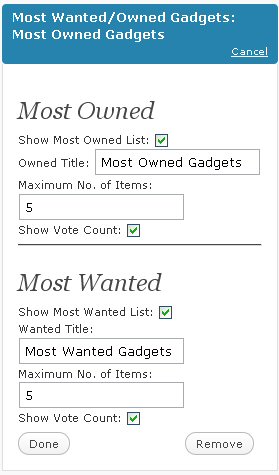 Most Wanted/Owned Gadgets:
Most Owned Gadgets
Cancel
Most Owned
Show Most Owned List:
Owned Title: Most Owned Gadgets
Maximum No. of Items:
5
Show Vote Count:
Most Wanted
Show Most Wanted List:
Wanted Title:
Most Wanted Gadgets
Maximum No. of Items:
5
Show Vote Count:
Done Remove